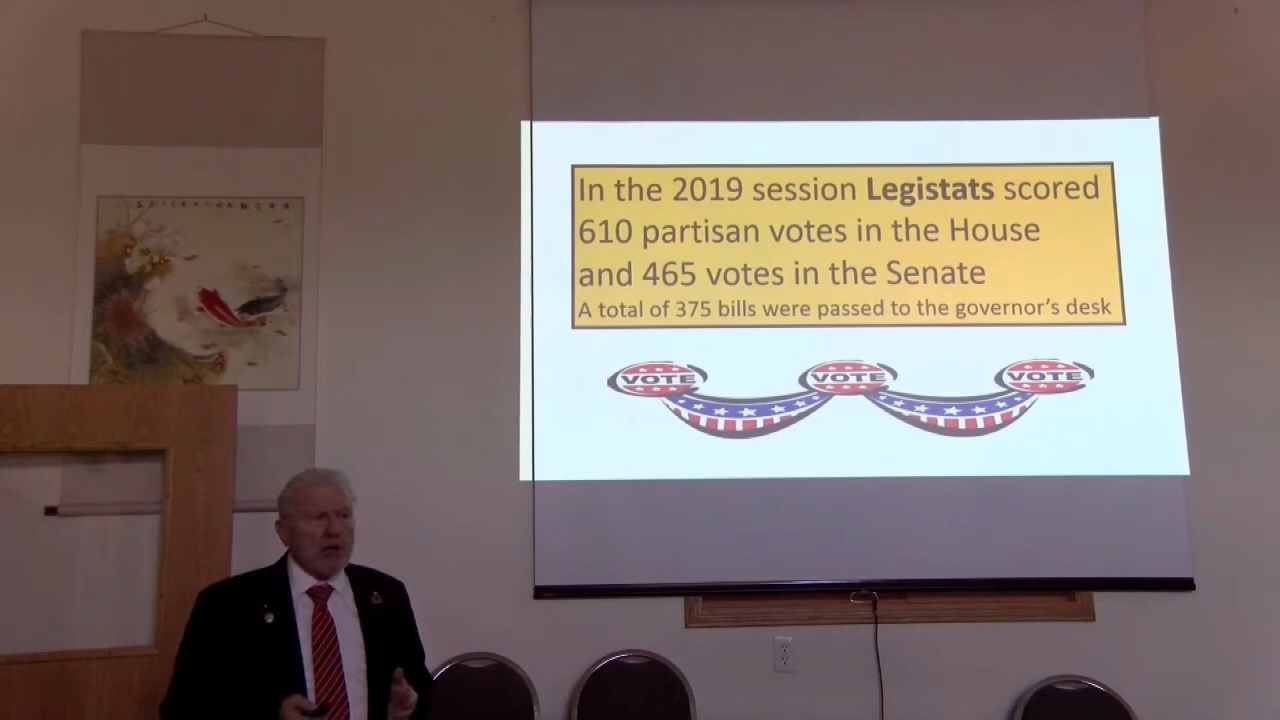 In the 2019 session Legistats scored
610 partisan votes in the House
and 465 votes in the Senate
A total of 375 bills were passed to the governor's desk
VOTE VOTE VOTE